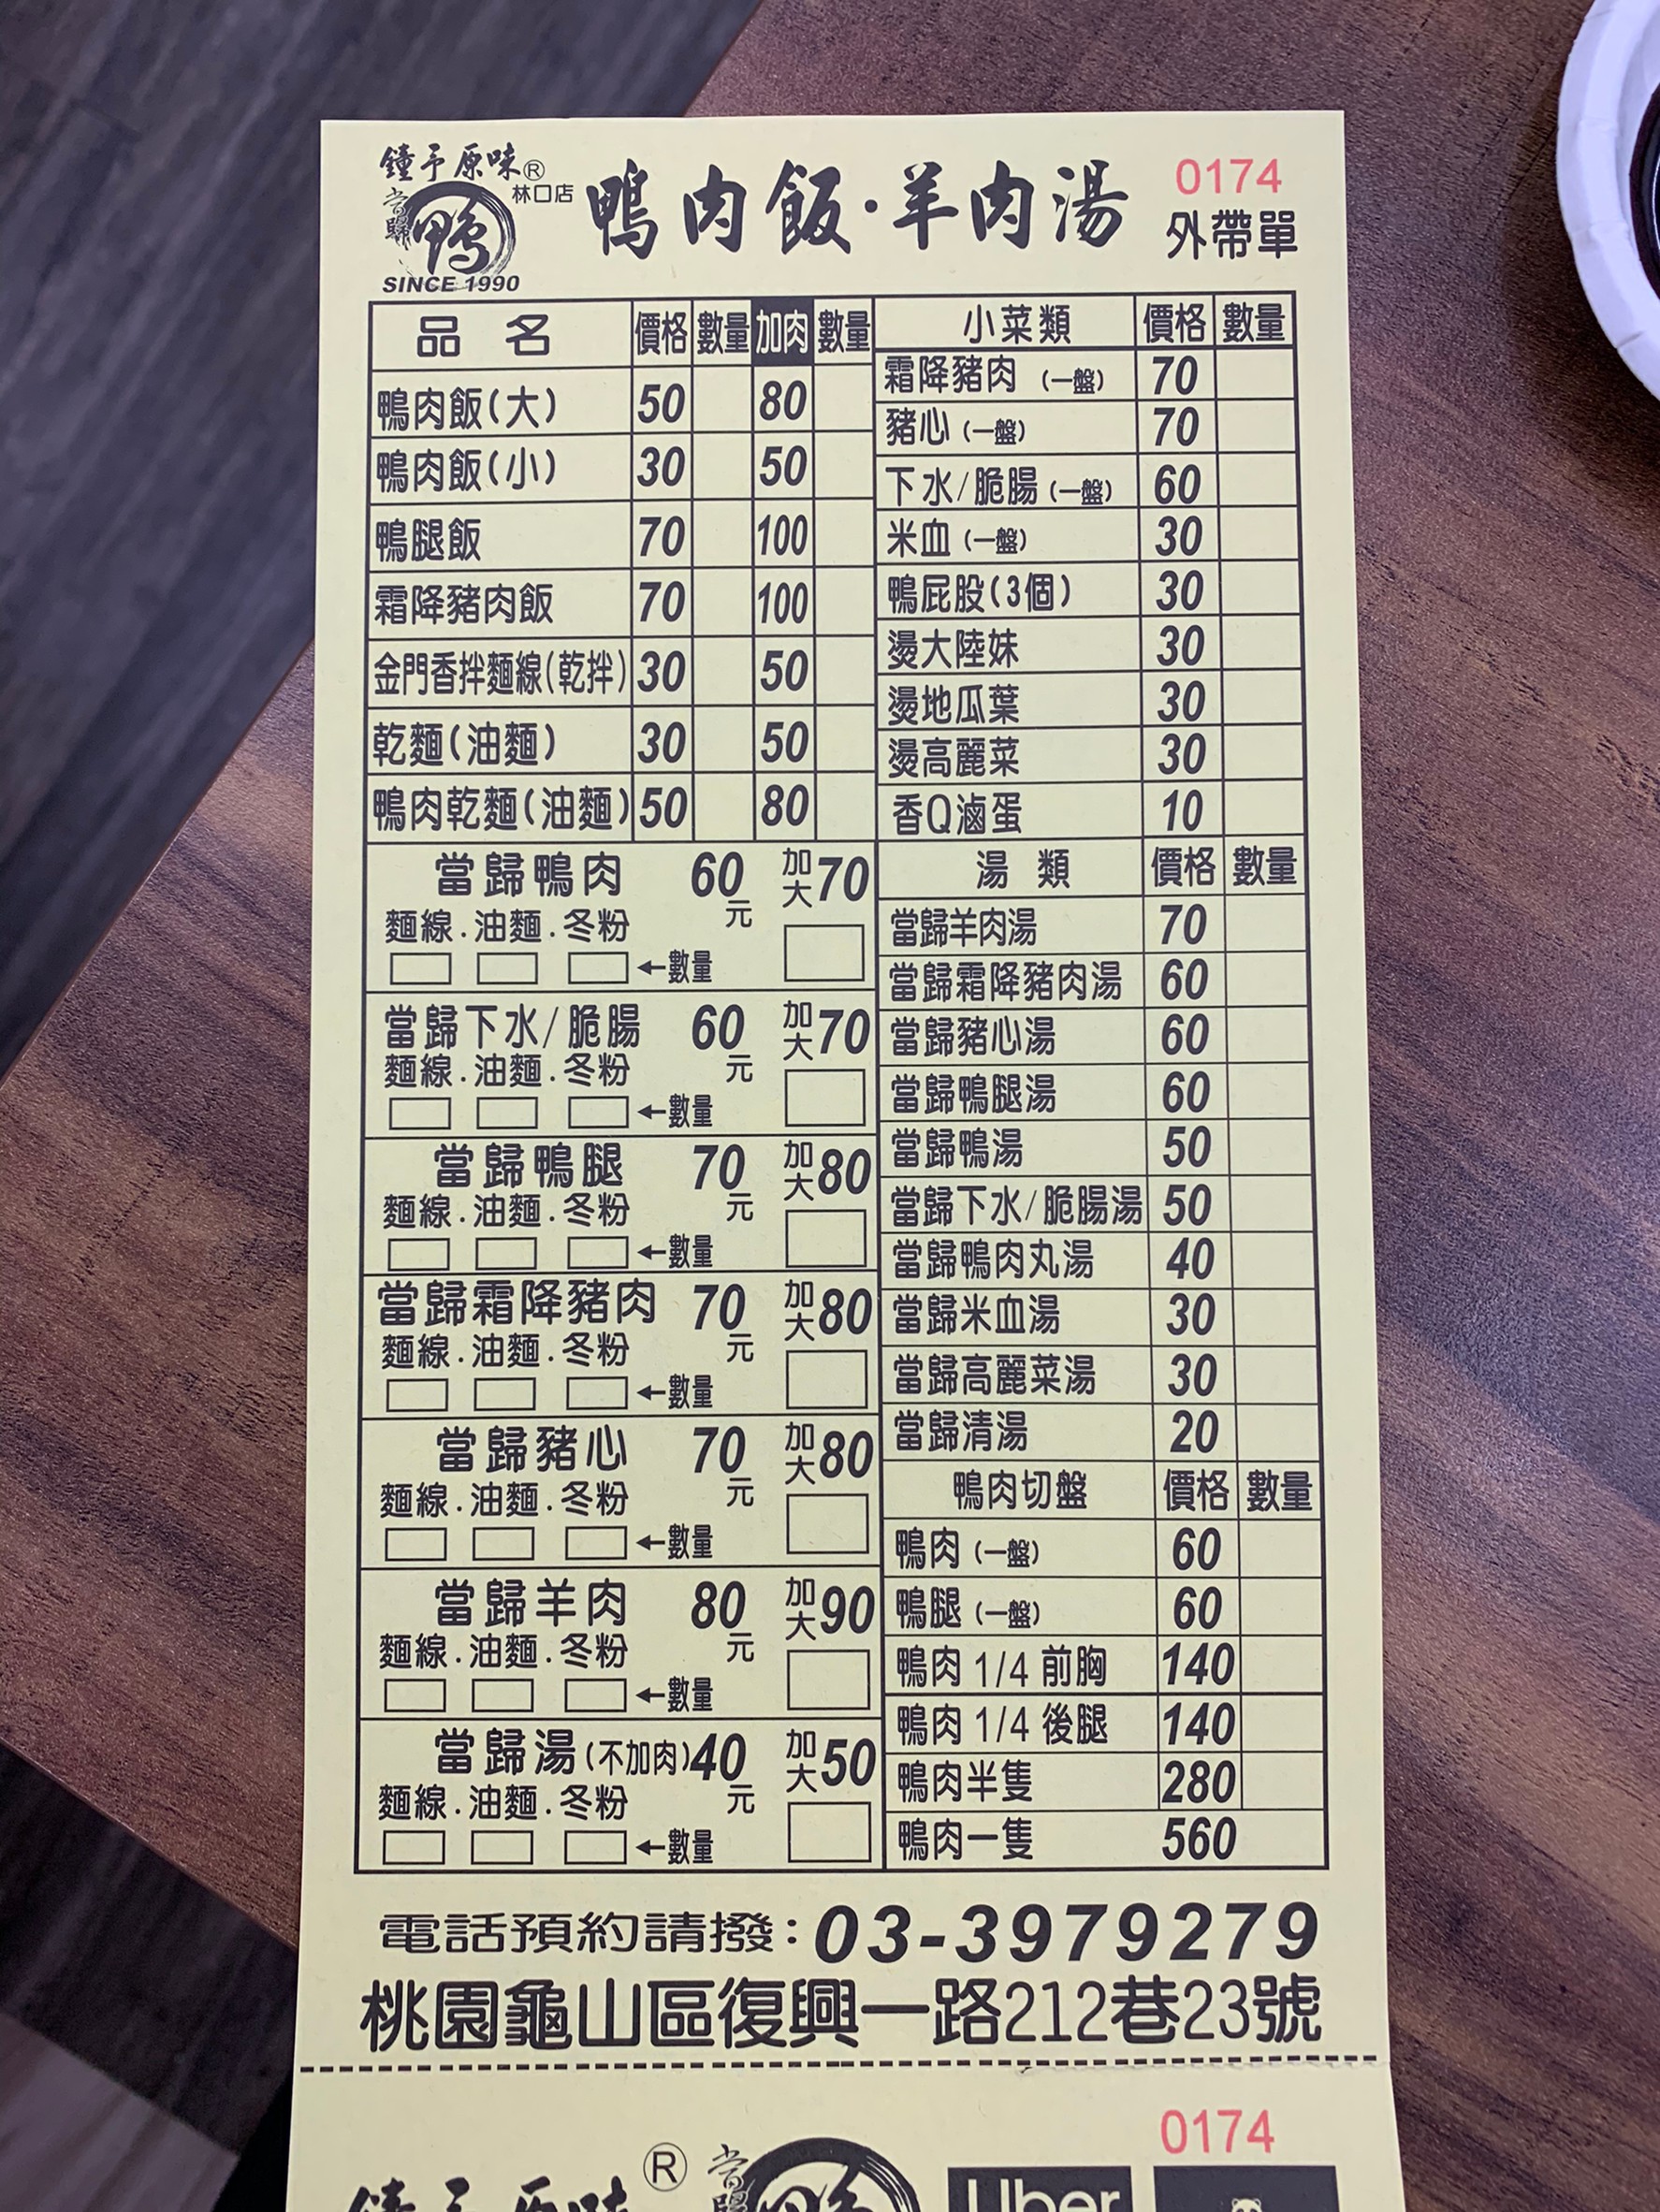 鐘予原味®
林口店
當歸
鴨
SINCE 1990
鴨肉飯·羊肉湯
0174
外帶單
品名 價格 數量 加肉 數量
鴨肉飯(大) 50 80
鴨肉飯(小) 30 50
鴨腿飯 70 100
霜降豬肉飯 70 100
金門香拌麵線(乾拌) 30 50
乾麵(油麵) 30 50
鴨肉乾麵(油麵) 50 80
當歸鴨肉 60元 加大70
麵線.油麵.冬粉
←數量
當歸下水/脆腸 60元 加大70
麵線.油麵.冬粉
←數量
當歸鴨腿 70元 加大80
麵線.油麵.冬粉
←數量
當歸霜降豬肉 70元 加大80
麵線.油麵.冬粉
←數量
當歸豬心 70元 加大80
麵線.油麵.冬粉
←數量
當歸羊肉 80元 加大90
麵線.油麵.冬粉
←數量
當歸湯(不加肉)40元 加大50
麵線.油麵.冬粉
←數量
小菜類 價格 數量
霜降豬肉(一盤) 70
豬心(一盤) 70
下水/脆腸(一盤) 60
米血(一盤) 30
鴨屁股(3個) 30
燙大陸妹 30
燙地瓜葉 30
燙高麗菜 30
香Q滷蛋 10
湯類 價格 數量
當歸羊肉湯 70
當歸霜降豬肉湯 60
當歸豬心湯 60
當歸鴨腿湯 60
當歸鴨湯 50
當歸下水/脆腸湯 50
當歸鴨肉丸湯 40
當歸米血湯 30
當歸高麗菜湯 30
當歸清湯 20
鴨肉切盤 價格 數量
鴨肉(一盤) 60
鴨腿(一盤) 60
鴨肉 1/4 前胸 140
鴨肉 1/4 後腿 140
鴨肉半隻 280
鴨肉一隻 560
電話預約請撥:03-3979279
桃園龜山區復興一路212巷23號
0174
鐘予原味®
當歸
鴨
Uber